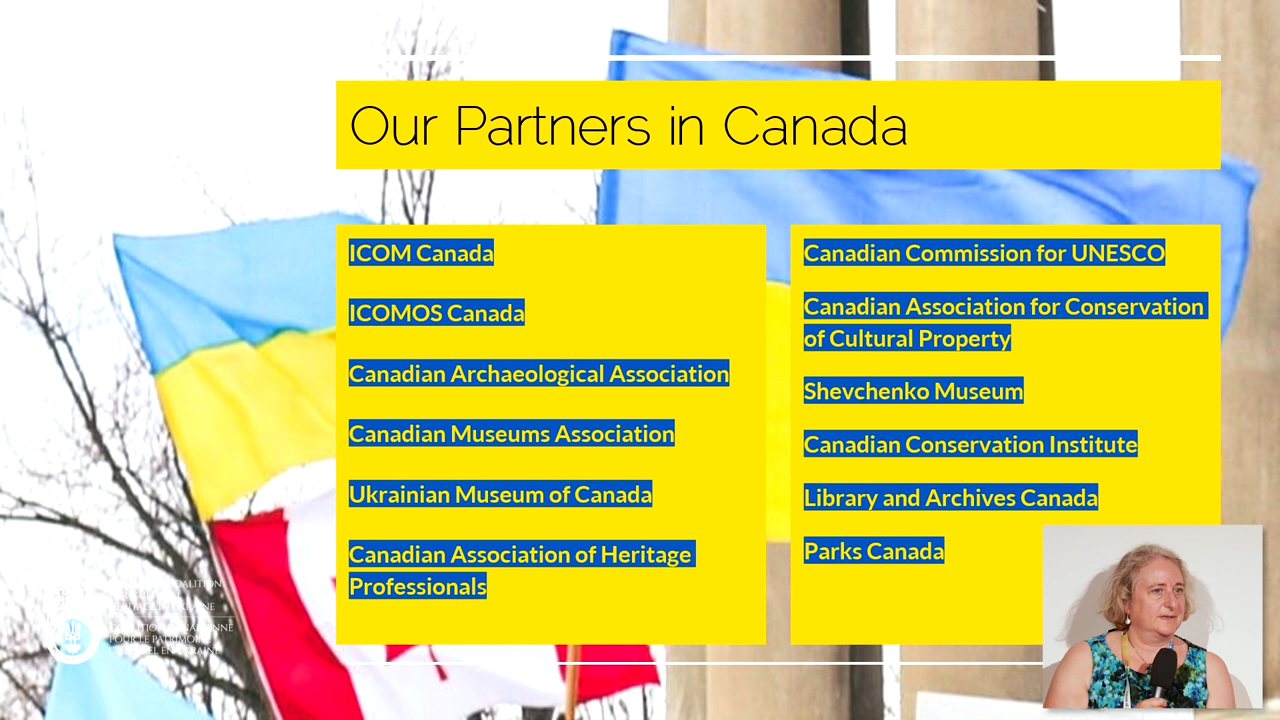 Our Partners in Canada
ICOM Canada
ICOMOS Canada
Canadian Archaeological Association
Canadian Museums Association
Ukrainian Museum of Canada
Canadian Association of Heritage
Professionals
Canadian Commission for UNESCO
Canadian Association for Conservation
of Cultural Property
Shevchenko Museum
Canadian Conservation Institute
Library and Archives Canada
Parks Canada
POUR LE